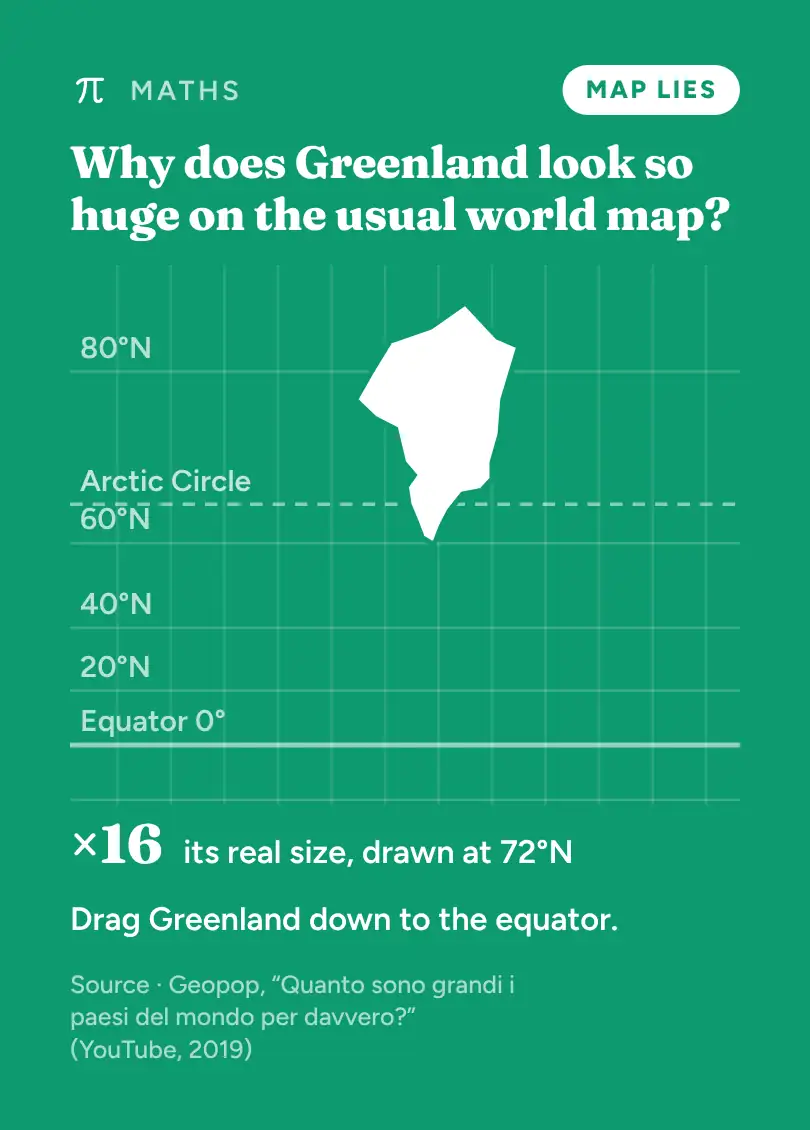 π MATHS
MAP LIES
Why does Greenland look so
huge on the usual world map?
80°N
Arctic Circle
60°N
40°N
20°N
Equator 0°
×16 its real size, drawn at 72°N
Drag Greenland down to the equator.
Source · Geopop, “Quanto sono grandi i
paesi del mondo per davvero?”
(YouTube, 2019)